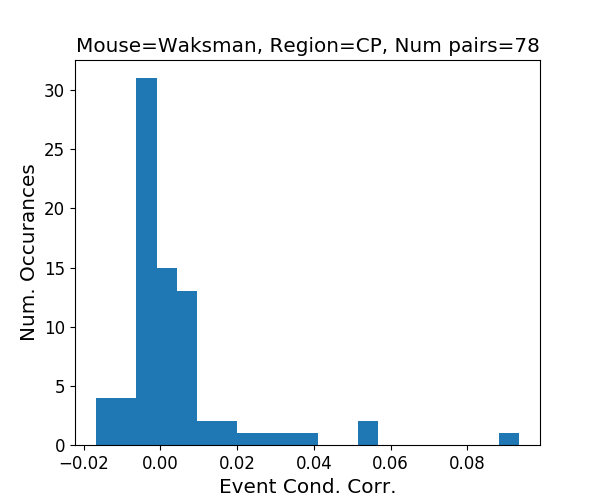 Mouse=Waksman, Region=CP, Num pairs=78
30
25
20
15
10
5
0
Num. Occurances
−0.02 0.00 0.02 0.04 0.06 0.08
Event Cond. Corr.